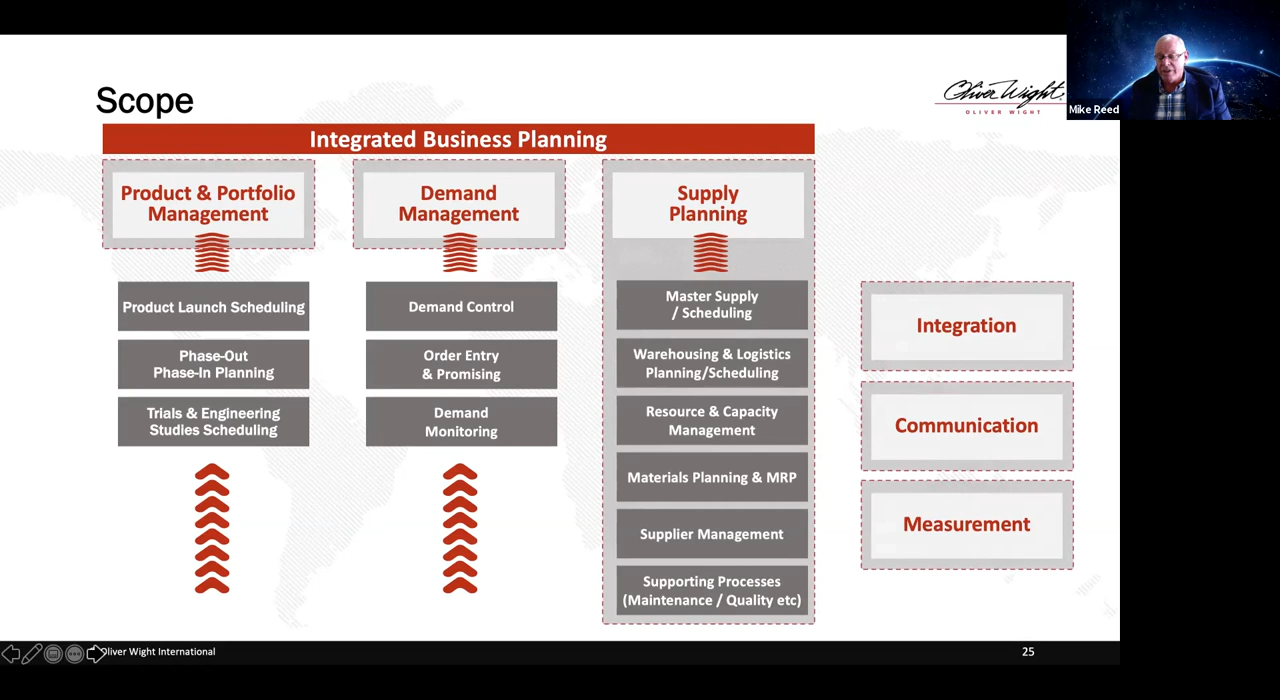 Scope
Oliver Wight
OLIVER WIGHT
Mike Reed
Integrated Business Planning
Product & Portfolio
Management
Product Launch Scheduling
Phase-Out
Phase-In Planning
Trials & Engineering
Studies Scheduling
Demand
Management
Demand Control
Order Entry
& Promising
Demand
Monitoring
Supply
Planning
Master Supply
/ Scheduling
Warehousing & Logistics
Planning/Scheduling
Resource & Capacity
Management
Materials Planning & MRP
Supplier Management
Supporting Processes
(Maintenance / Quality etc)
Integration
Communication
Measurement
Oliver Wight International
25